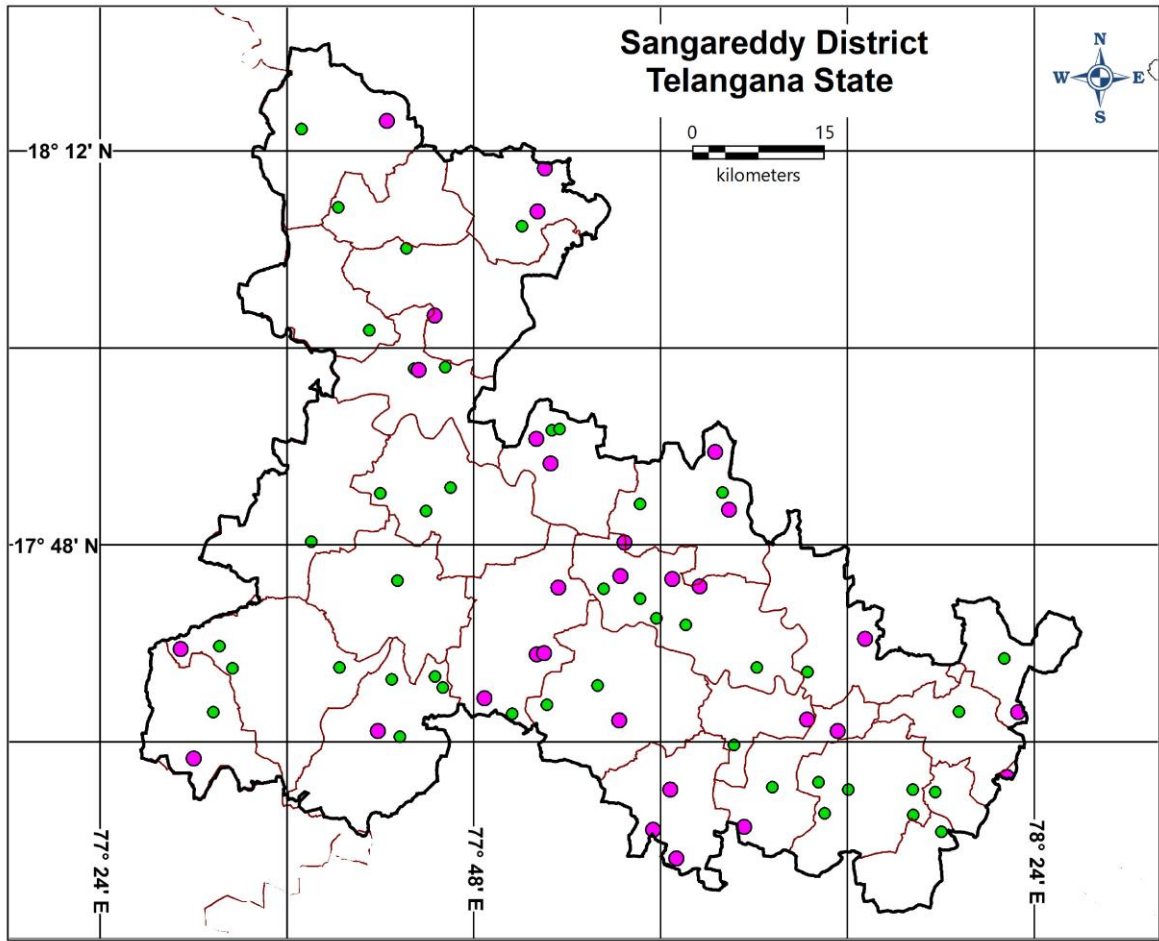 Sangareddy District
Telangana State
N
W E
S
0 15
kilometers
18° 12' N
17° 48' N
77° 24' E
77° 48' E
78° 24' E